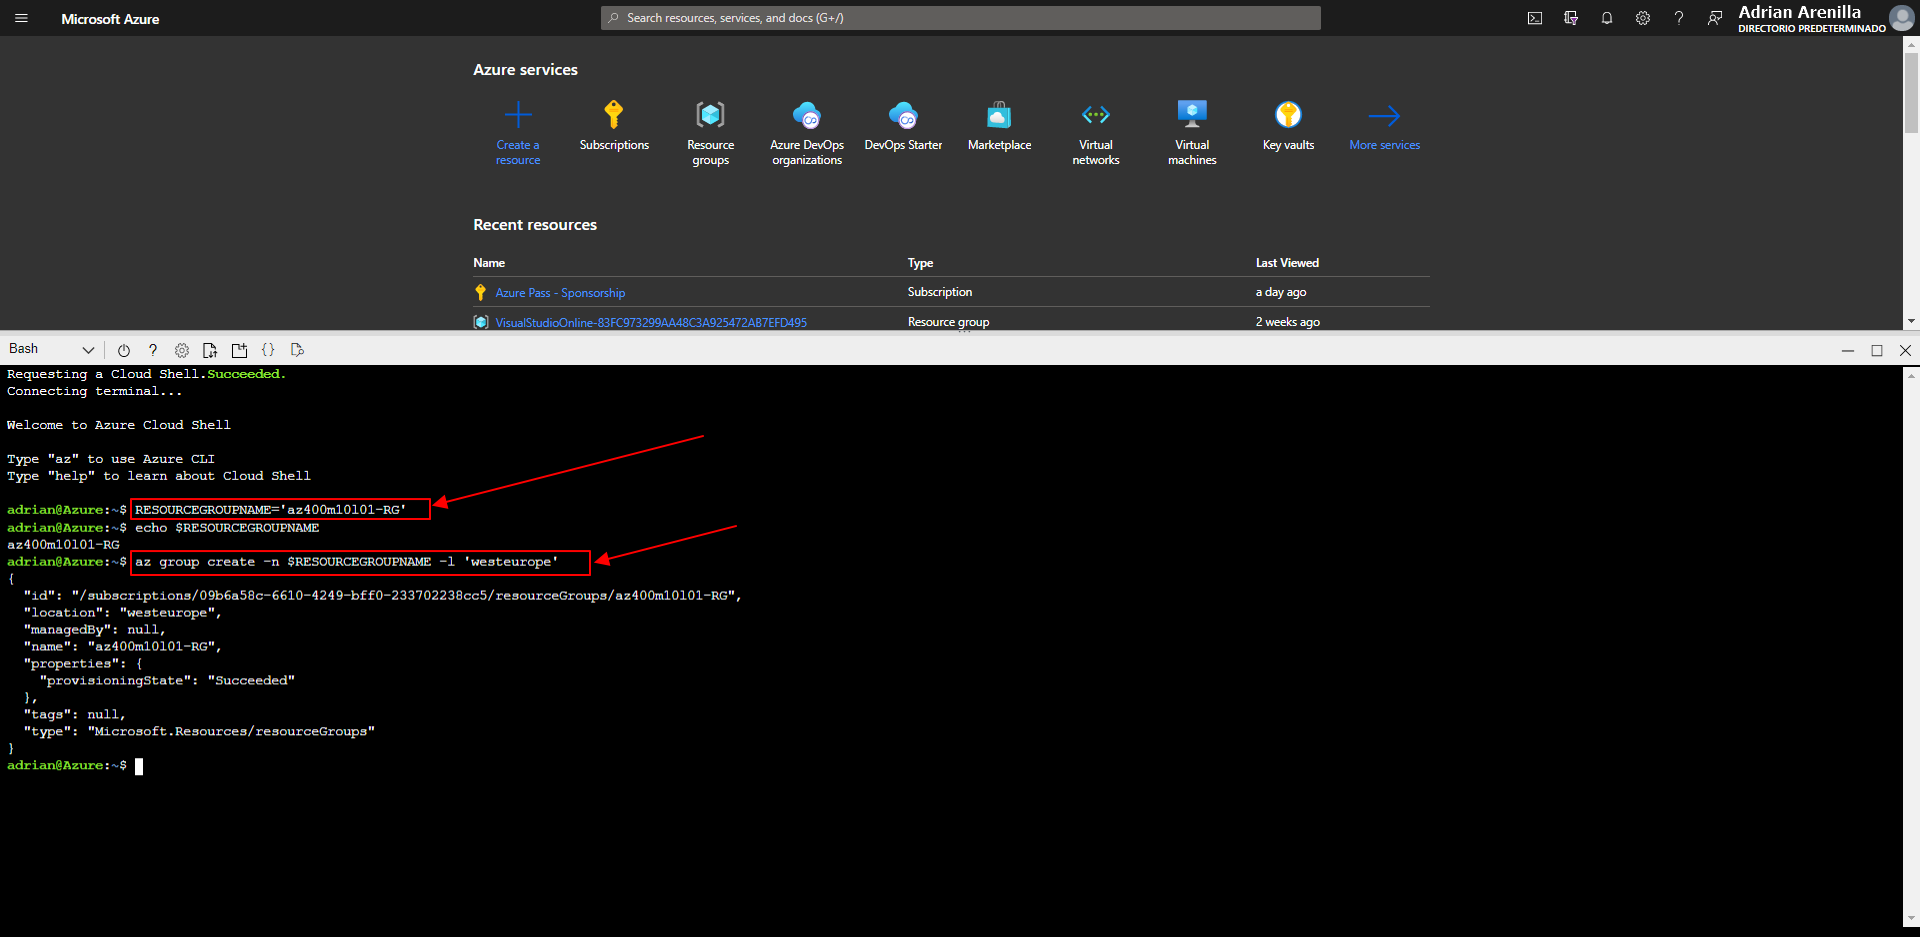 Microsoft Azure
Search resources, services, and docs (G+/)
Adrian Arenilla
DIRECTORIO PREDETERMINADO
Azure services
Create a resource
Subscriptions
Resource groups
Azure DevOps organizations
DevOps Starter
Marketplace
Virtual networks
Virtual machines
Key vaults
More services
Recent resources
Name Type Last Viewed
Azure Pass - Sponsorship Subscription a day ago
VisualStudioOnline-83FC973299AA48C3A925472AB7EFD495 Resource group 2 weeks ago
Bash
Requesting a Cloud Shell.Succeeded.
Connecting terminal...
Welcome to Azure Cloud Shell
Type "az" to use Azure CLI
Type "help" to learn about Cloud Shell
adrian@Azure:~$ RESOURCEGROUPNAME='az400m10l01-RG'
adrian@Azure:~$ echo $RESOURCEGROUPNAME
az400m10l01-RG
adrian@Azure:~$ az group create -n $RESOURCEGROUPNAME -l 'westeurope'
{
"id": "/subscriptions/09b6a58c-6610-4249-bff0-233702238cc5/resourceGroups/az400m10l01-RG",
"location": "westeurope",
"managedBy": null,
"name": "az400m10l01-RG",
"properties": {
"provisioningState": "Succeeded"
},
"tags": null,
"type": "Microsoft.Resources/resourceGroups"
}
adrian@Azure:~$